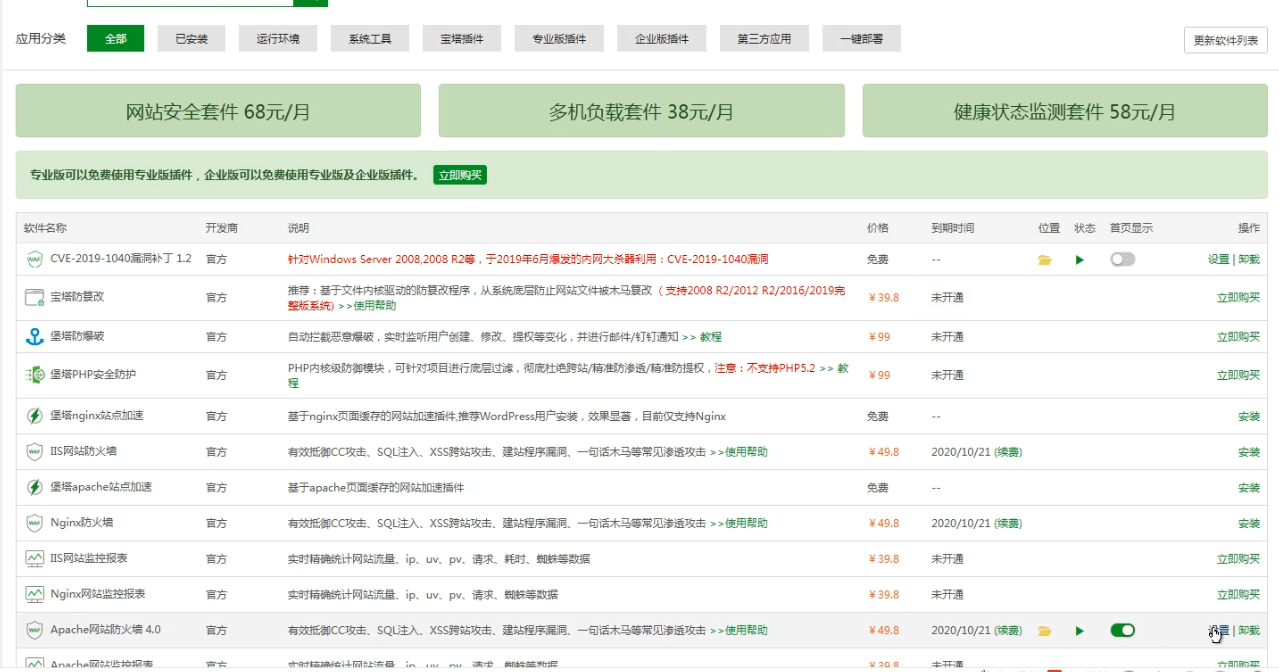 应用分类 全部 已安装 运行环境 系统工具 宝塔插件 专业版插件 企业版插件 第三方应用 一键部署 更新软件列表
网站安全套件 68元/月 多机负载套件 38元/月 健康状态监测套件 58元/月
专业版可以免费使用专业版插件，企业版可以免费使用专业版及企业版插件。 立即购买
软件名称 开发商 说明 价格 到期时间 位置 状态 首页显示 操作
CVE-2019-1040漏洞补丁 1.2 官方 针对Windows Server 2008,2008 R2等，于2019年6月爆发的内网大杀器利用：CVE-2019-1040漏洞 免费 -- 设置 | 卸载
宝塔防篡改 官方 推荐：基于文件内核驱动的防篡改程序，从系统底层防止网站文件被木马篡改 （支持2008 R2/2012 R2/2016/2019完
整版系统) >>使用帮助 ￥39.8 未开通 立即购买
堡塔防爆破 官方 自动拦截恶意爆破，实时监听用户创建、修改、提权等变化，并进行邮件/钉钉通知 >> 教程 ￥99 未开通 立即购买
堡塔PHP安全防护 官方 PHP内核级防御模块，可针对项目进行底层过滤，彻底杜绝跨站/精准防渗透/精准防提权，注意：不支持PHP5.2 >> 教
程 ￥99 未开通 立即购买
堡塔nginx站点加速 官方 基于nginx页面缓存的网站加速插件,推荐WordPress用户安装，效果显著，目前仅支持Nginx 免费 -- 安装
IIS网站防火墙 官方 有效抵御CC攻击、SQL注入、XSS跨站攻击、建站程序漏洞、一句话木马等常见渗透攻击 >>使用帮助 ￥49.8 2020/10/21 (续费) 安装
堡塔apache站点加速 官方 基于apache页面缓存的网站加速插件 免费 -- 安装
Nginx防火墙 官方 有效抵御CC攻击、SQL注入、XSS跨站攻击、建站程序漏洞、一句话木马等常见渗透攻击 >>使用帮助 ￥49.8 2020/10/21 (续费) 安装
IIS网站监控报表 官方 实时精确统计网站流量、ip、uv、pv、请求、耗时、蜘蛛等数据 ￥39.8 未开通 立即购买
Nginx网站监控报表 官方 实时精确统计网站流量、ip、uv、pv、请求、蜘蛛等数据 ￥39.8 未开通 立即购买
Apache网站防火墙 4.0 官方 有效抵御CC攻击、SQL注入、XSS跨站攻击、建站程序漏洞、一句话木马等常见渗透攻击 >>使用帮助 ￥49.8 2020/10/21 (续费) 设置 | 卸载
Apache网站监控报表 官方 实时精确统计网站流量、ip、uv、pv、请求、蜘蛛等数据 ￥39.8 未开通 立即购买